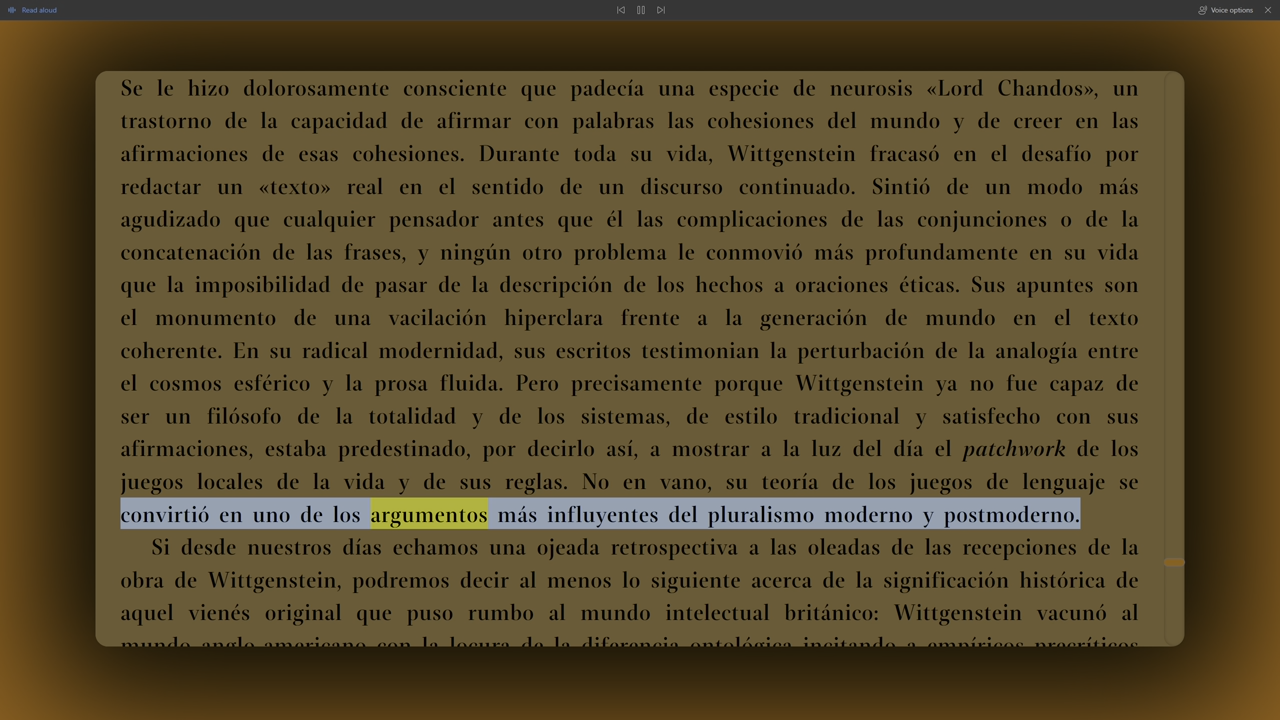 Read aloud
Voice options
Se le hizo dolorosamente consciente que padecía una especie de neurosis «Lord Chandos», un
trastorno de la capacidad de afirmar con palabras las cohesiones del mundo y de creer en las
afirmaciones de esas cohesiones. Durante toda su vida, Wittgenstein fracasó en el desafío por
redactar un «texto» real en el sentido de un discurso continuado. Sintió de un modo más
agudizado que cualquier pensador antes que él las complicaciones de las conjunciones o de la
concatenación de las frases, y ningún otro problema le conmovió más profundamente en su vida
que la imposibilidad de pasar de la descripción de los hechos a oraciones éticas. Sus apuntes son
el monumento de una vacilación hiperclara frente a la generación de mundo en el texto
coherente. En su radical modernidad, sus escritos testimonian la perturbación de la analogía entre
el cosmos esférico y la prosa fluida. Pero precisamente porque Wittgenstein ya no fue capaz de
ser un filósofo de la totalidad y de los sistemas, de estilo tradicional y satisfecho con sus
afirmaciones, estaba predestinado, por decirlo así, a mostrar a la luz del día el patchwork de los
juegos locales de la vida y de sus reglas. No en vano, su teoría de los juegos de lenguaje se
convirtió en uno de los argumentos más influyentes del pluralismo moderno y postmoderno.
Si desde nuestros días echamos una ojeada retrospectiva a las oleadas de las recepciones de la
obra de Wittgenstein, podremos decir al menos lo siguiente acerca de la significación histórica de
aquel vienés original que puso rumbo al mundo intelectual británico: Wittgenstein vacunó al
mundo anglo-americano con la locura de la diferencia ontológica incitando a empíricos precríticos